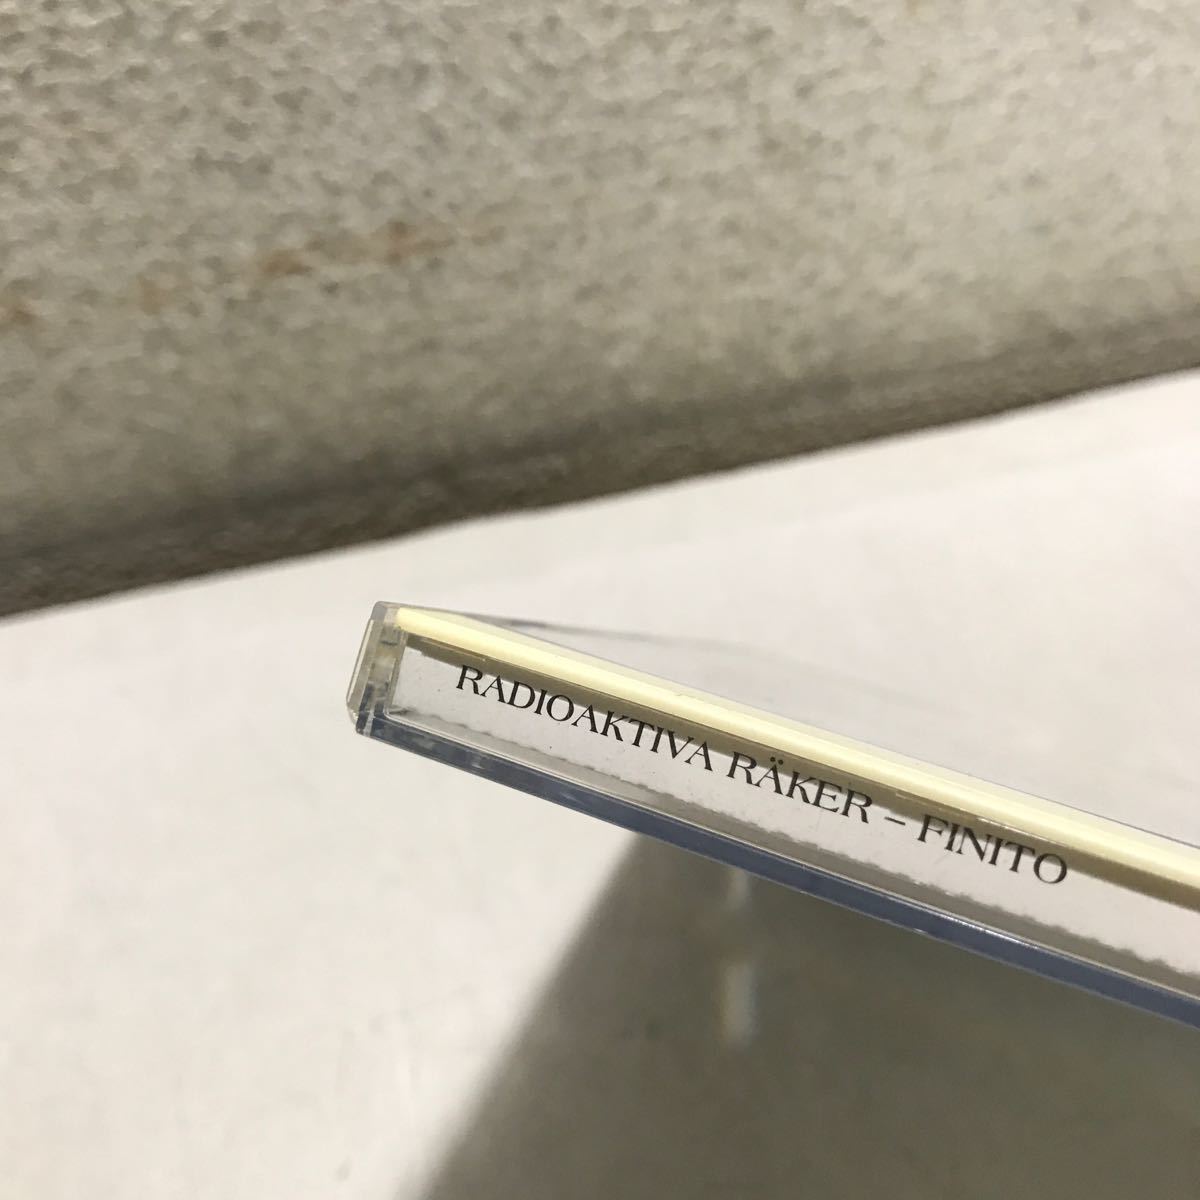 RADIOAKTIVA RÄKER – FINITO